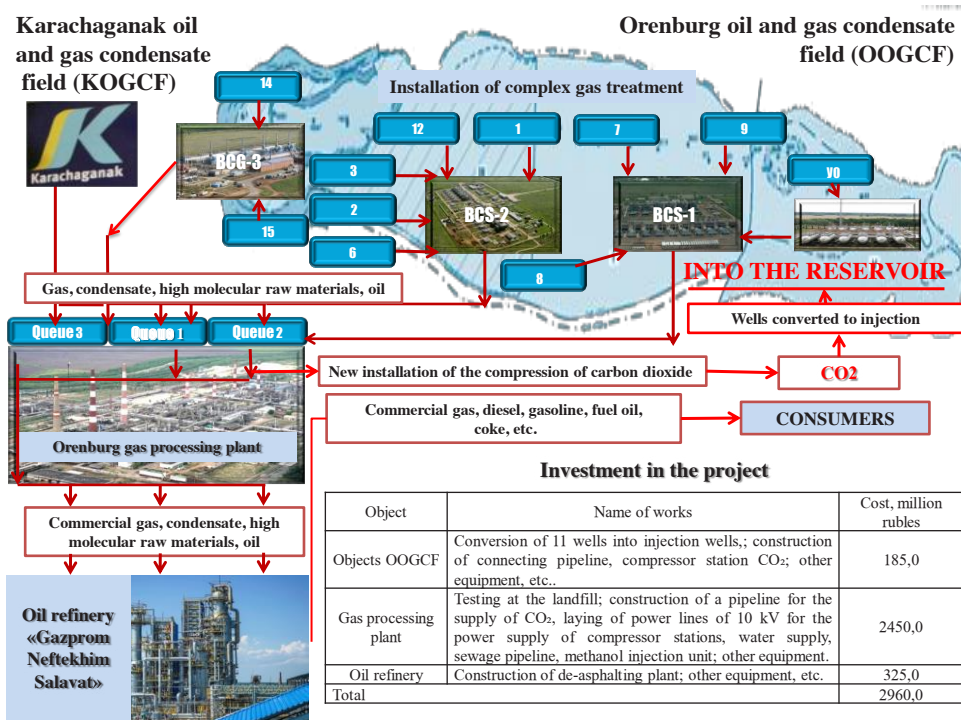 Karachaganak oil
and gas condensate
field (KOGCF)
Orenburg oil and gas condensate
field (OOGCF)
Karachaganak
14
Installation of complex gas treatment
12
1
7
9
BCG-3
3
BCS-2
BCS-1
yo
2
15
6
8
INTO THE RESERVOIR
Gas, condensate, high molecular raw materials, oil
Wells converted to injection
Queue 3
Queue 1
Queue 2
New installation of the compression of carbon dioxide
CO2
Commercial gas, diesel, gasoline, fuel oil,
coke, etc.
CONSUMERS
Orenburg gas processing plant
Commercial gas, condensate, high
molecular raw materials, oil
Oil refinery
«Gazprom
Neftekhim
Salavat»
Investment in the project
Object
Name of works
Cost, million
rubles
Objects OOGCF
Conversion of 11 wells into injection wells,; construction
of connecting pipeline, compressor station CO₂; other
equipment, etc..
185,0
Gas processing
plant
Testing at the landfill; construction of a pipeline for the
supply of CO₂, laying of power lines of 10 kV for the
power supply of compressor stations, water supply,
sewage pipeline, methanol injection unit; other equipment.
2450,0
Oil refinery
Construction of de-asphalting plant; other equipment, etc.
325,0
Total
2960,0